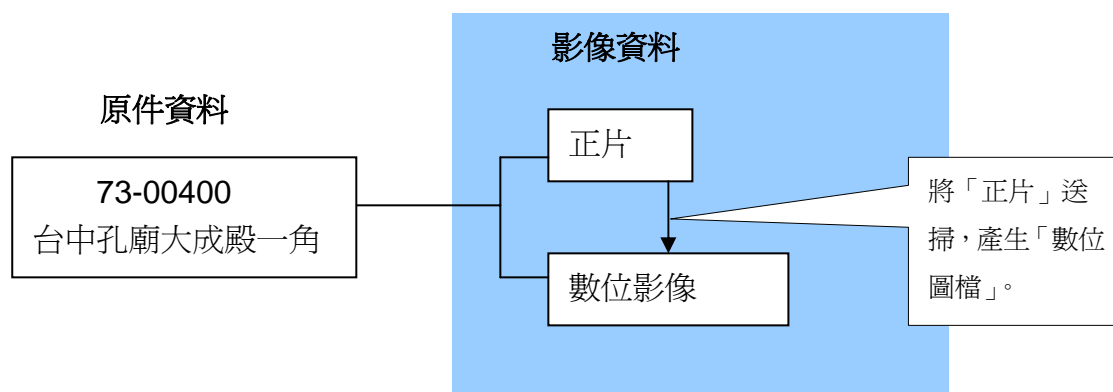 影像資料
原件資料
正片
73-00400
台中孔廟大成殿一角
將「正片」送
掃，產生「數位
圖檔」。
數位影像